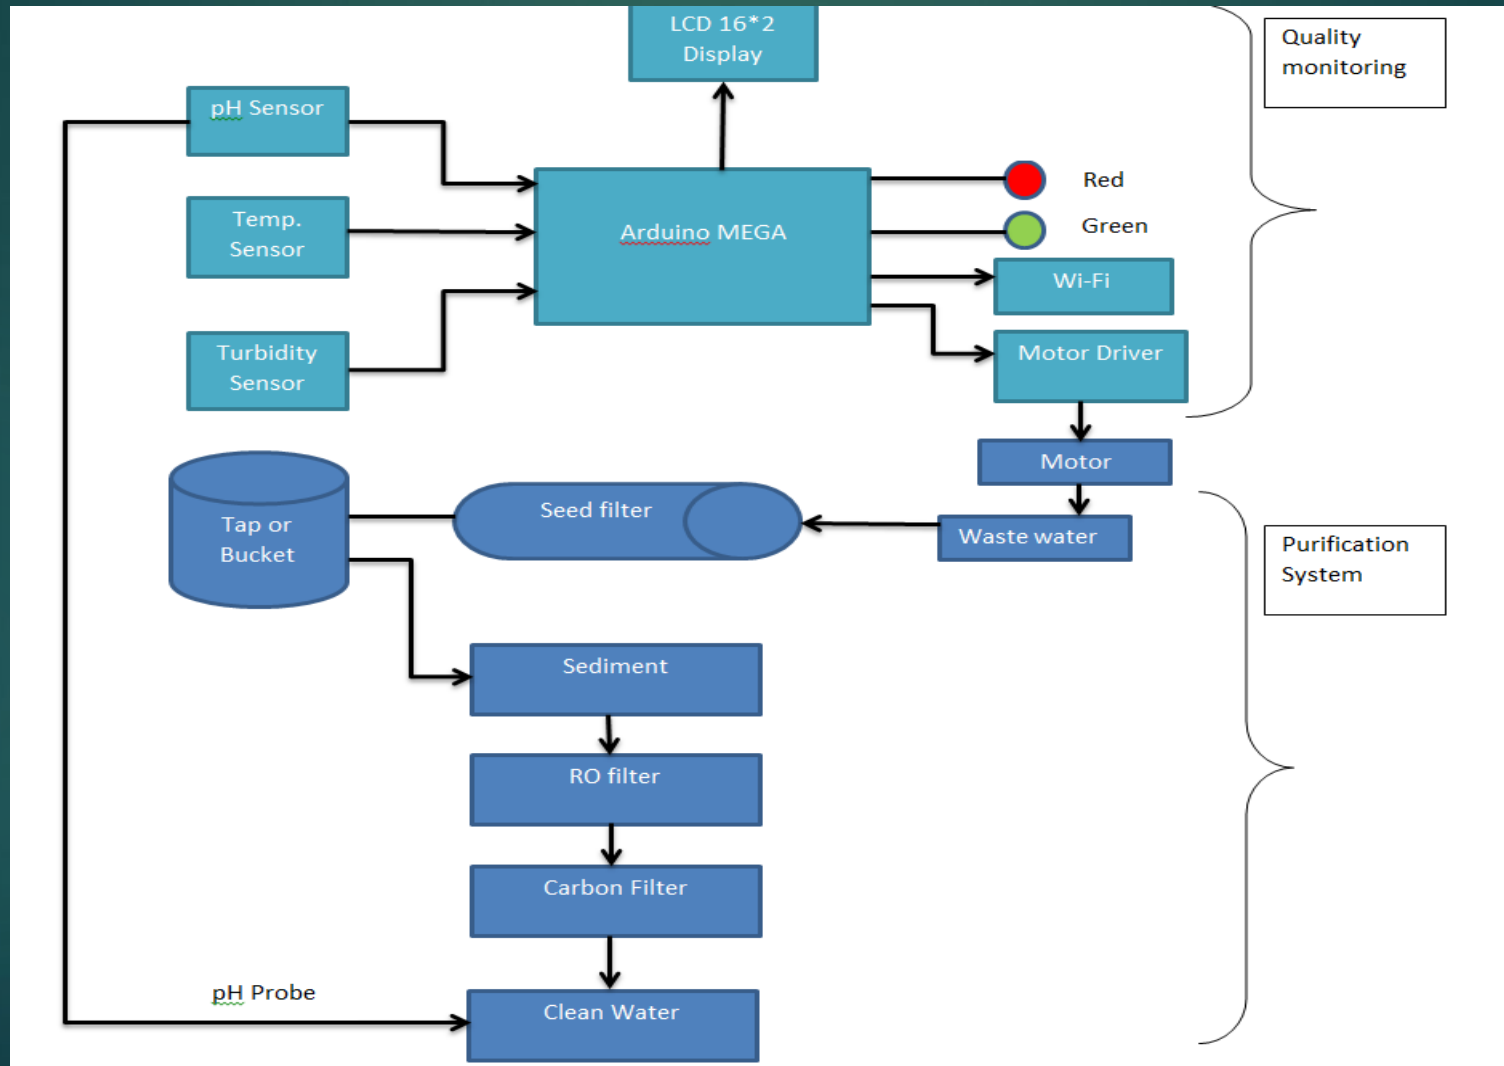 LCD 16*2
Display
Quality
monitoring
pH Sensor
Red
Temp.
Sensor
Arduino MEGA
Green
Wi-Fi
Turbidity
Sensor
Motor Driver
Motor
Tap or
Bucket
Seed filter
Waste water
Purification
System
Sediment
RO filter
Carbon Filter
pH Probe
Clean Water